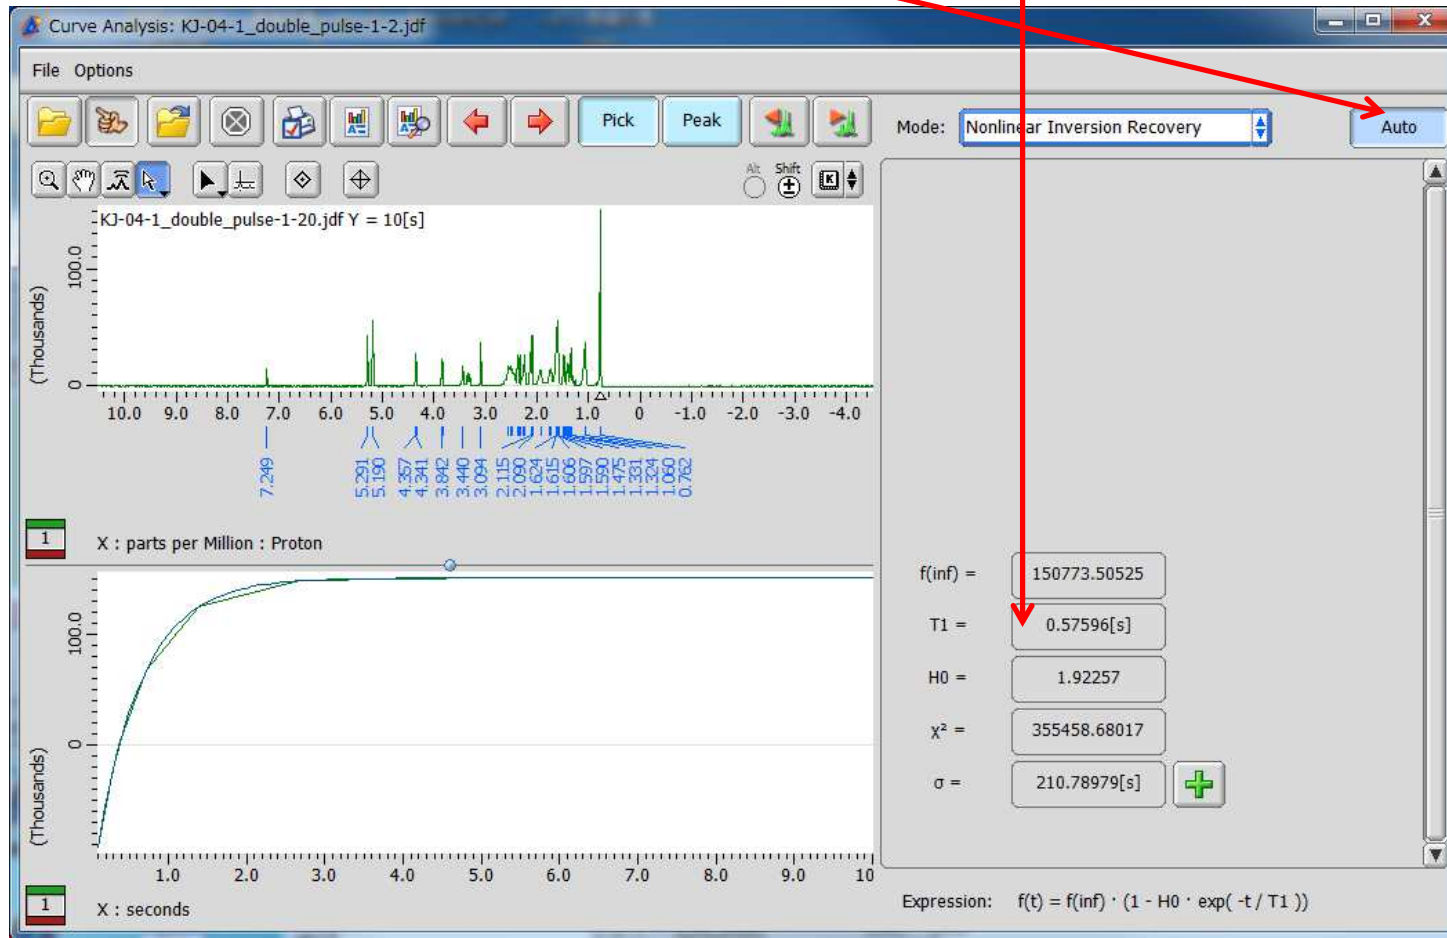 Curve Analysis: KJ-04-1_double_pulse-1-2.jdf
File Options
Pick Peak
Mode: Nonlinear Inversion Recovery Auto
Alt Shift
K
KJ-04-1_double_pulse-1-20.jdf Y = 10[s]
(Thousands)
100.0
0
10.0 9.0 8.0 7.0 6.0 5.0 4.0 3.0 2.0 1.0 0 -1.0 -2.0 -3.0 -4.0
7.249 5.291 5.190 4.357 4.341 3.842 3.440 3.094 2.115 2.090 1.624 1.615 1.606 1.597 1.590 1.475 1.331 1.324 1.060 0.762
1 X : parts per Million : Proton
(Thousands)
100.0
0
1.0 2.0 3.0 4.0 5.0 6.0 7.0 8.0 9.0 10
1 X : seconds
f(inf) = 150773.50525
T1 = 0.57596[s]
H0 = 1.92257
χ² = 355458.68017
σ = 210.78979[s]
Expression: f(t) = f(inf) · (1 - H0 · exp( -t / T1 ))